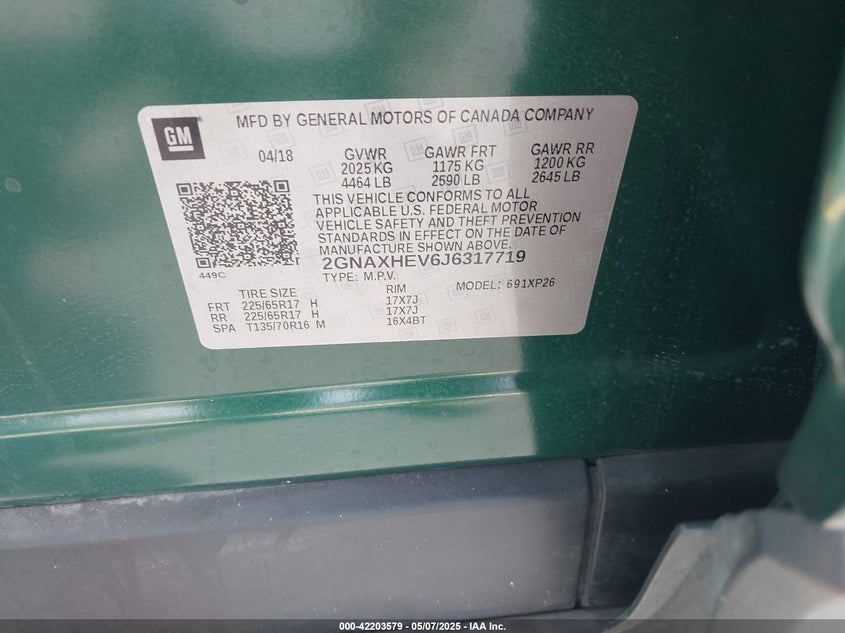 GM
MFD BY GENERAL MOTORS OF CANADA COMPANY
04/18 GVWR GAWR FRT GAWR RR
2025 KG 1175 KG 1200 KG
4464 LB 2590 LB 2645 LB
THIS VEHICLE CONFORMS TO ALL
APPLICABLE U.S. FEDERAL MOTOR
VEHICLE SAFETY AND THEFT PREVENTION
STANDARDS IN EFFECT ON THE DATE OF
MANUFACTURE SHOWN ABOVE.
449C
2GNAXHEV6J6317719
TYPE: M.P.V. MODEL: 691XP26
TIRE SIZE RIM
FRT 225/65R17 H 17X7J
RR 225/65R17 H 17X7J
SPA T135/70R16 M 16X4BT
000-42203579 - 05/07/2025 - IAA Inc.